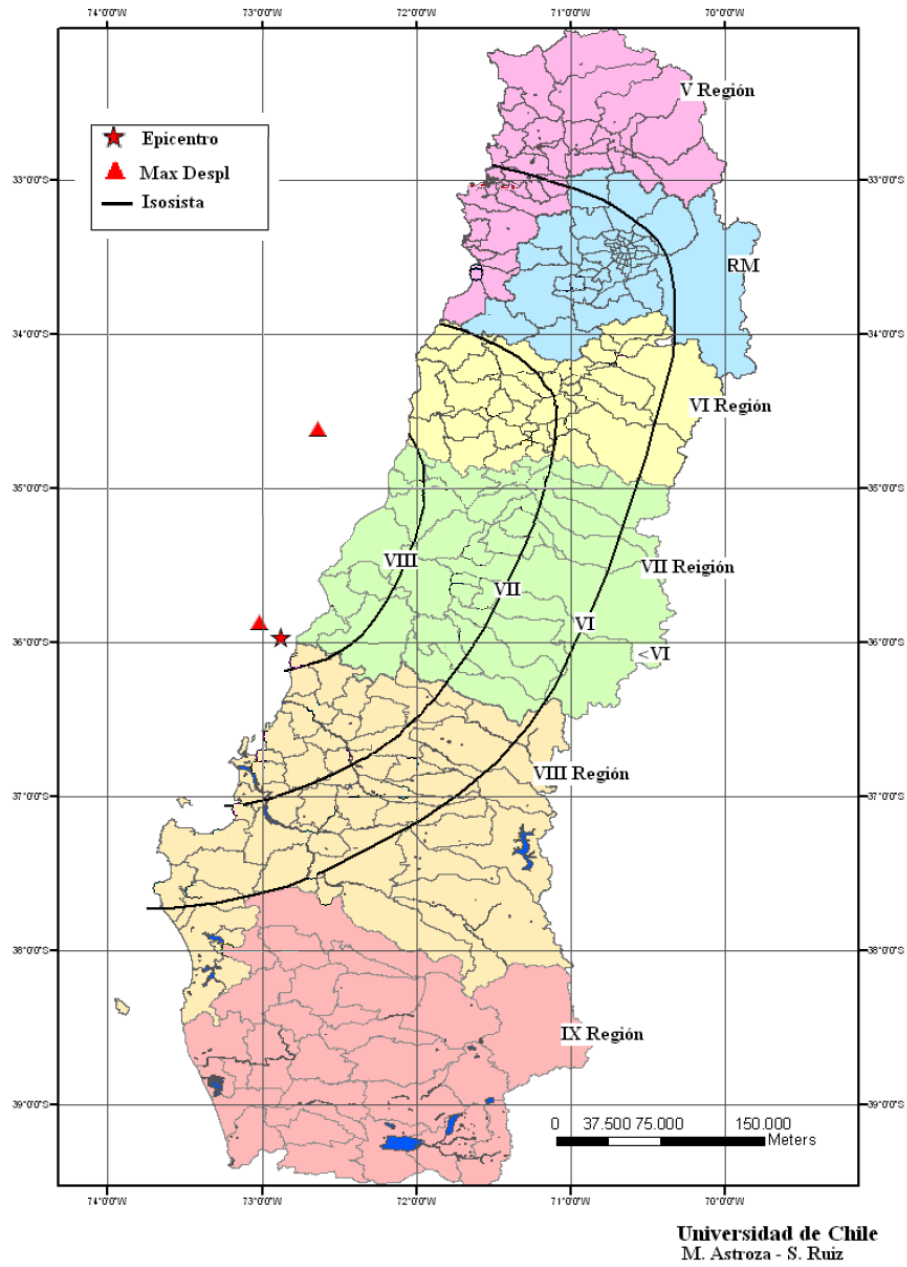 74°0'0"W 73°0'0"W 72°0'0"W 71°0'0"W 70°0'0"W
V Región
Epicentro
Max Despl
Isosista
33°0'0"S 33°0'0"S
RM
34°0'0"S 34°0'0"S
VI Región
35°0'0"S 35°0'0"S
VIII
VII Reigión
VII
VI
36°0'0"S 36°0'0"S
<VI
VIII Región
37°0'0"S 37°0'0"S
38°0'0"S 38°0'0"S
IX Región
39°0'0"S 39°0'0"S
0 37.500 75.000 150.000
Meters
74°0'0"W 73°0'0"W 72°0'0"W 71°0'0"W 70°0'0"W
Universidad de Chile
M. Astroza - S. Ruiz